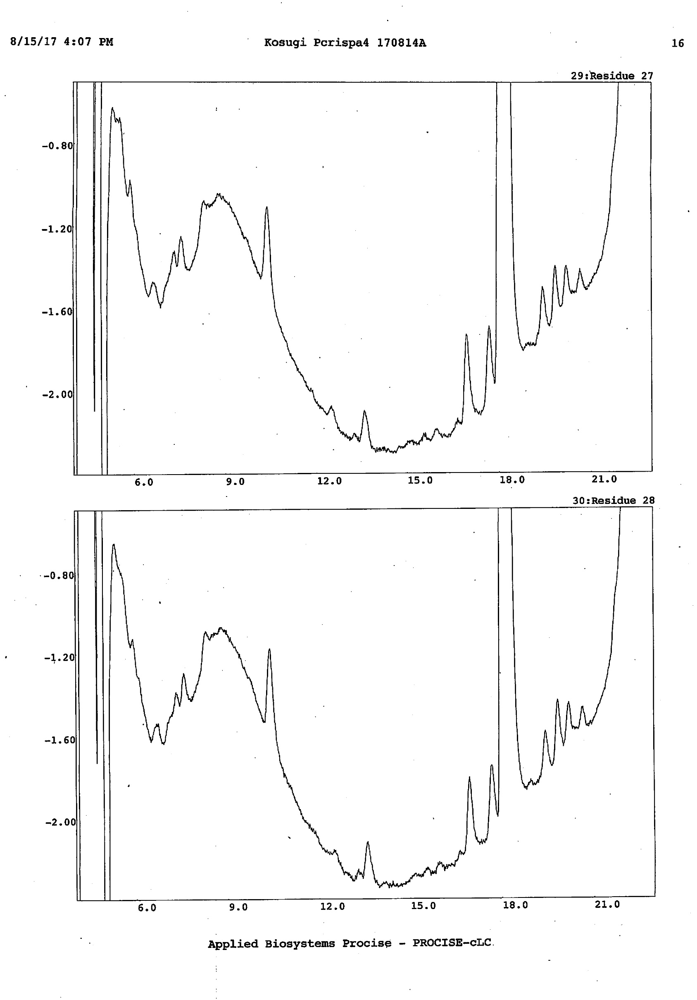 8/15/17 4:07 PM Kosugi Pcrispa4 170814A 16
29:Residue 27
-0.80
-1.20
-1.60
-2.00
6.0 9.0 12.0 15.0 18.0 21.0
30:Residue 28
-0.80
-1.20
-1.60
-2.00
6.0 9.0 12.0 15.0 18.0 21.0
Applied Biosystems Procise - PROCISE-cLC